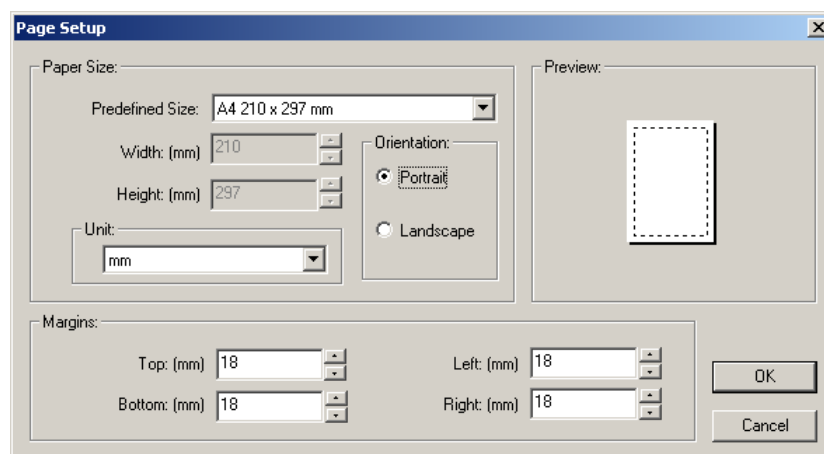 Page Setup
Paper Size:
Predefined Size: A4 210 x 297 mm
Width: (mm) 210
Height: (mm) 297
Orientation:
Portrait
Landscape
Unit:
mm
Preview:
Margins:
Top: (mm) 18
Left: (mm) 18
Bottom: (mm) 18
Right: (mm) 18
OK
Cancel